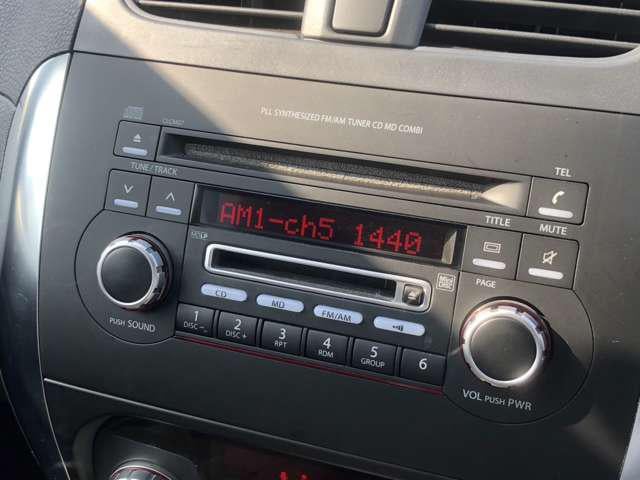 PLL SYNTHESIZED FM/AM TUNER CD MD COMBI
TUNE/TRACK
TEL
AM1-ch5 1440
TITLE
MUTE
PAGE
CD
MD
FM/AM
PUSH SOUND
1
DISC –
2
DISC +
3
RPT
4
RDM
5
GROUP
6
VOL PUSH PWR